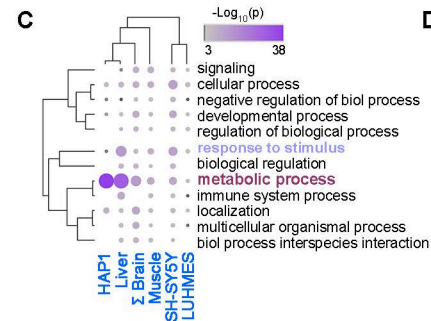 C
D
-Log10(p)
3 38
signaling
cellular process
negative regulation of biol process
developmental process
regulation of biological process
response to stimulus
biological regulation
metabolic process
immune system process
localization
multicellular organismal process
biol process interspecies interaction
HAP1
Liver
Σ Brain
Muscle
SH-SY5Y
LUHMES